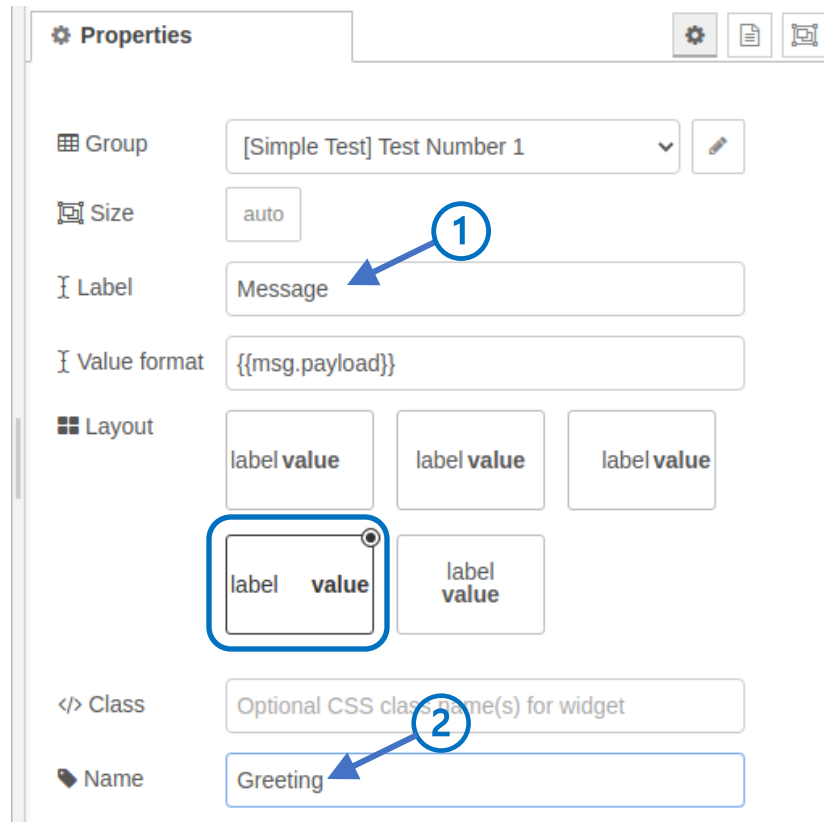 Properties
Group [Simple Test] Test Number 1
Size auto
1
Label Message
Value format {{msg.payload}}
Layout label value label value label value
label value label
value
Class Optional CSS class name(s) for widget
2
Name Greeting